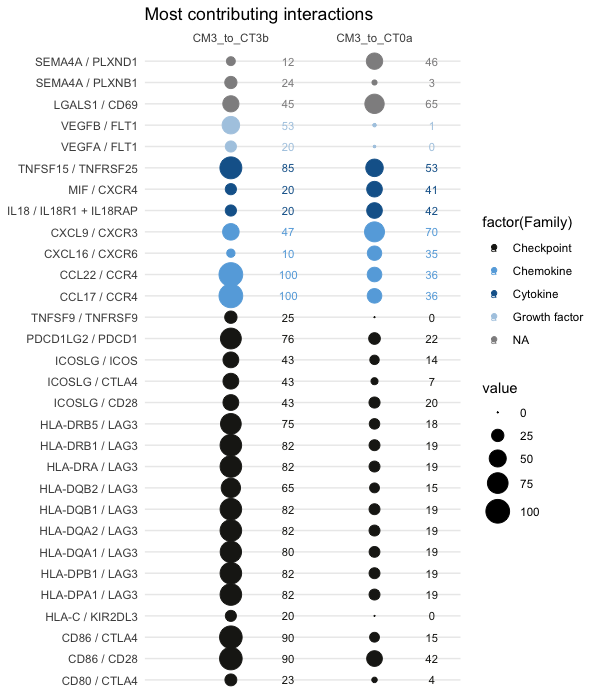 Most contributing interactions
CM3_to_CT3b CM3_to_CT0a
SEMA4A / PLXND1 12 46
SEMA4A / PLXNB1 24 3
LGALS1 / CD69 45 65
VEGFB / FLT1 53 1
VEGFA / FLT1 20 0
TNFSF15 / TNFRSF25 85 53
MIF / CXCR4 20 41
IL18 / IL18R1 + IL18RAP 20 42
CXCL9 / CXCR3 47 70
CXCL16 / CXCR6 10 35
CCL22 / CCR4 100 36
CCL17 / CCR4 100 36
TNFSF9 / TNFRSF9 25 0
PDCD1LG2 / PDCD1 76 22
ICOSLG / ICOS 43 14
ICOSLG / CTLA4 43 7
ICOSLG / CD28 43 20
HLA-DRB5 / LAG3 75 18
HLA-DRB1 / LAG3 82 19
HLA-DRA / LAG3 82 19
HLA-DQB2 / LAG3 65 15
HLA-DQB1 / LAG3 82 19
HLA-DQA2 / LAG3 82 19
HLA-DQA1 / LAG3 80 19
HLA-DPB1 / LAG3 82 19
HLA-DPA1 / LAG3 82 19
HLA-C / KIR2DL3 20 0
CD86 / CTLA4 90 15
CD86 / CD28 90 42
CD80 / CTLA4 23 4
factor(Family)
a Checkpoint
a Chemokine
a Cytokine
a Growth factor
a NA
value
0
25
50
75
100